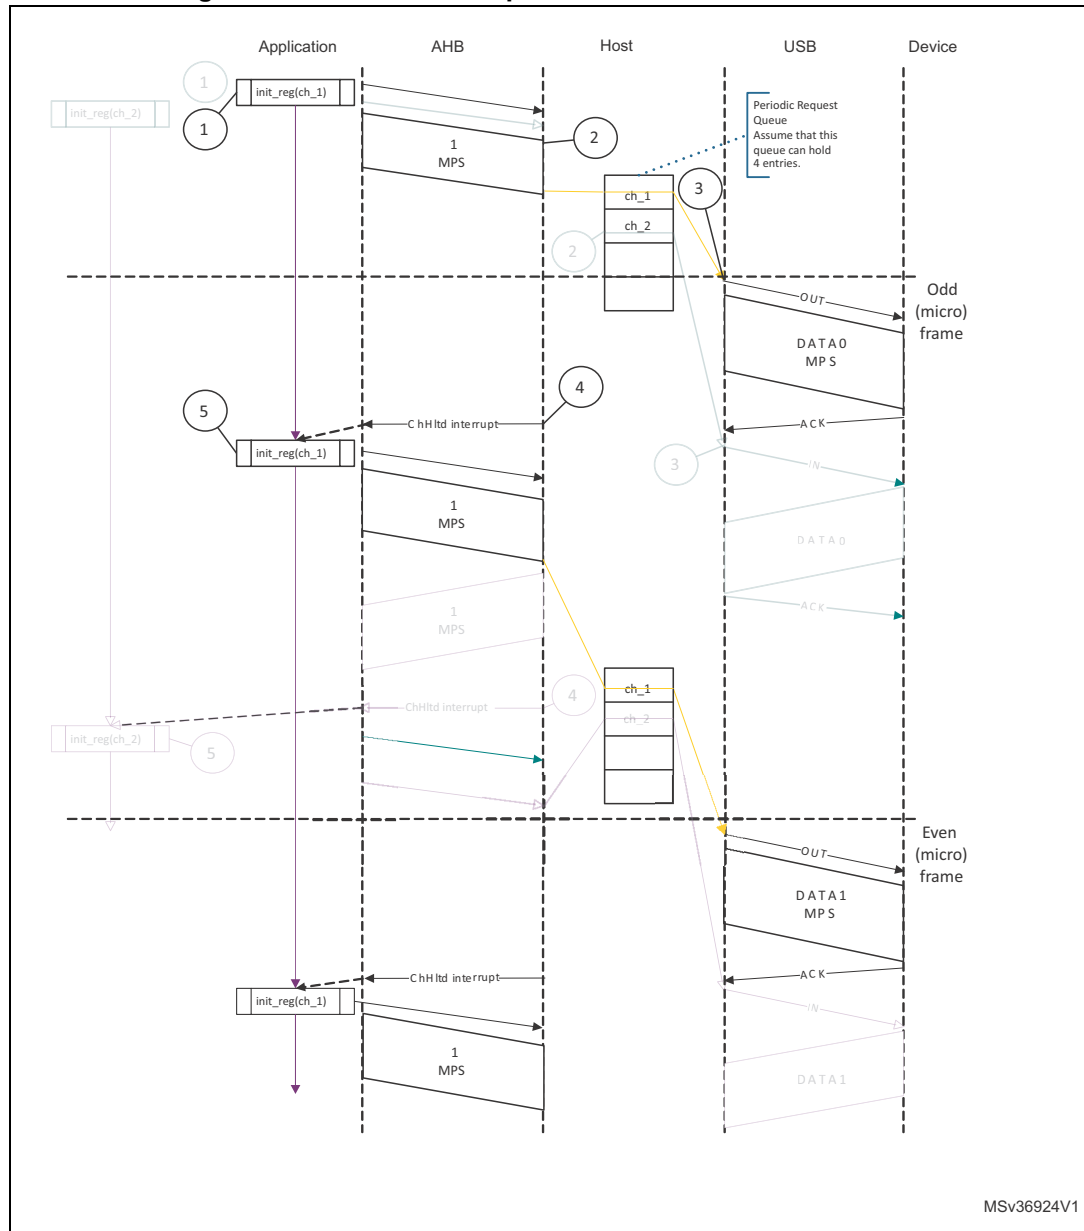 Application AHB Host USB Device
1
init_reg(ch_1)
init_reg(ch_2)
1
2
1
MPS
Periodic Request
Queue
Assume that this
queue can hold
4 entries.
3
ch_1
ch_2
2
Odd
(micro)
frame
OUT
DATA0
MPS
4
5
ChHltd interrupt
ACK
init_reg(ch_1)
3
IN
1
MPS
DATA0
ACK
1
MPS
4
ch_1
ChHltd interrupt
ch_2
init_reg(ch_2)
5
Even
(micro)
frame
OUT
DATA1
MPS
ChHltd interrupt
ACK
init_reg(ch_1)
IN
1
MPS
DATA1
MSv36924V1